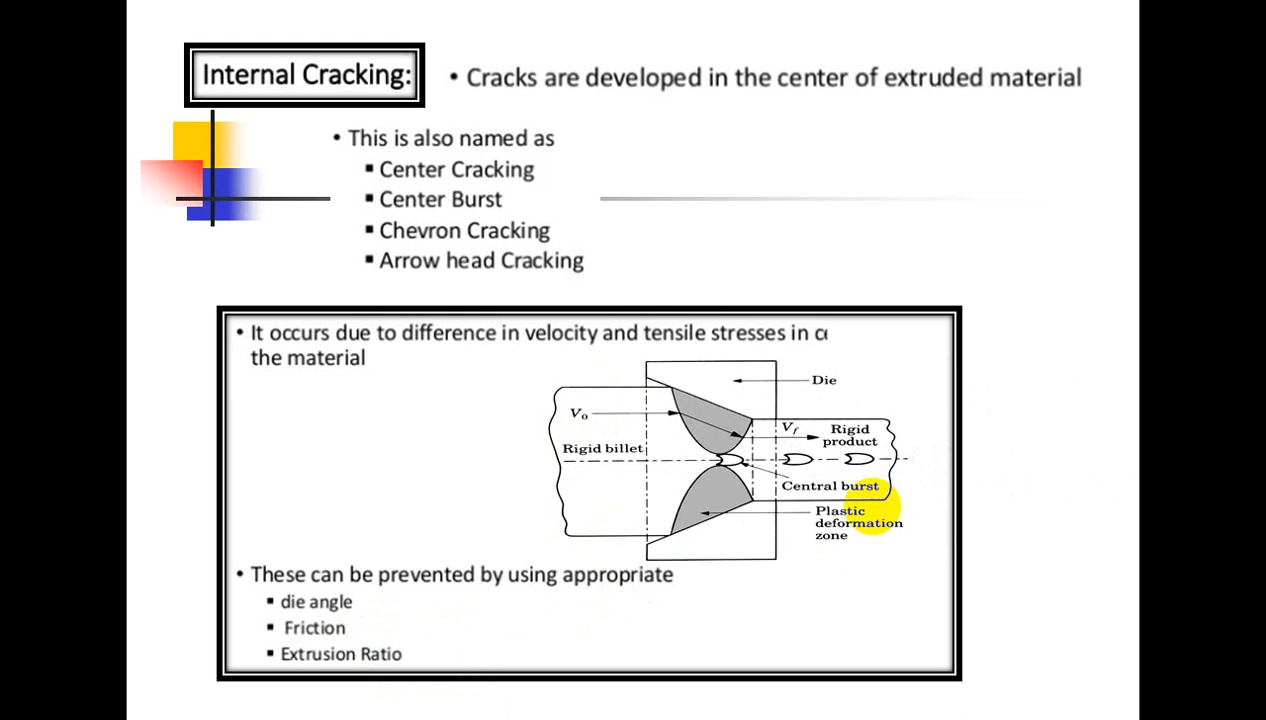 Internal Cracking:
• Cracks are developed in the center of extruded material
• This is also named as
▪ Center Cracking
▪ Center Burst
▪ Chevron Cracking
▪ Arrow head Cracking
• It occurs due to difference in velocity and tensile stresses in
the material
Die
V₀
V_f
Rigid
product
Rigid billet
Central burst
Plastic
deformation
zone
• These can be prevented by using appropriate
▪ die angle
▪ Friction
▪ Extrusion Ratio